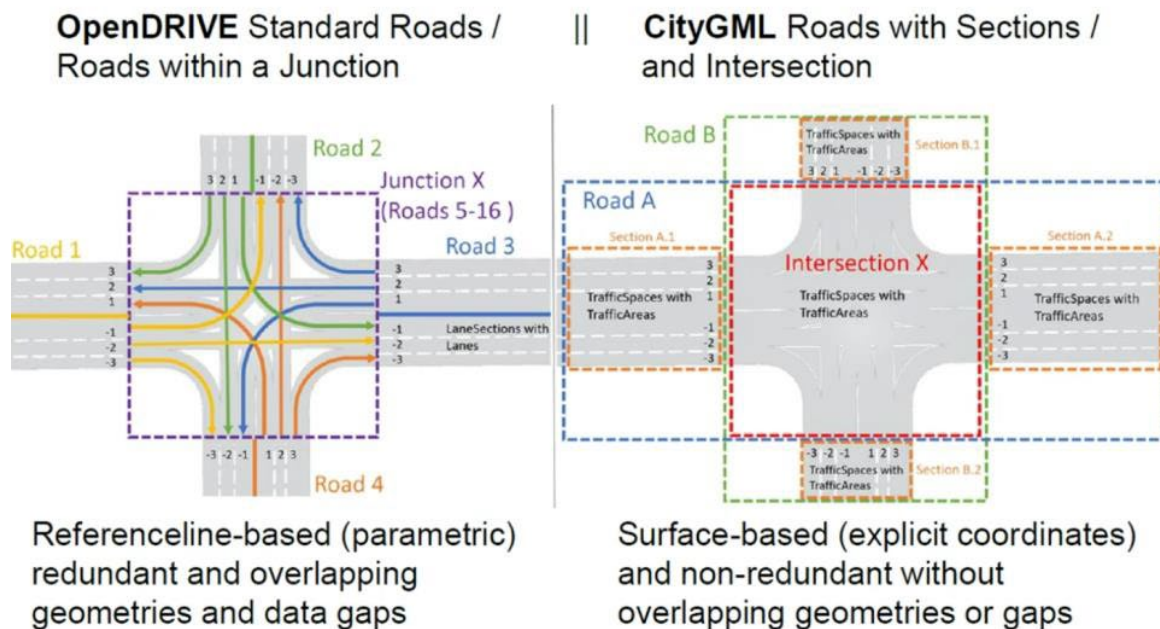 OpenDRIVE Standard Roads /
Roads within a Junction
||
CityGML Roads with Sections /
and Intersection
Road 2
3 2 1 -1 -2 -3
Junction X
(Roads 5-16 )
Road 1
Road 3
3
2
1
-1
-2
-3
3
2
1
-1
-2
-3
LaneSections with
Lanes
-3 -2 -1 1 2 3
Road 4
Road B
TrafficSpaces with
TrafficAreas
Section B.1
3 2 1 -1 -2 -3
Road A
Section A.1
Section A.2
Intersection X
3
2
1
-1
-2
-3
TrafficSpaces with
TrafficAreas
TrafficSpaces with
TrafficAreas
3
2
1
-1
-2
-3
TrafficSpaces with
TrafficAreas
-3 -2 -1 1 2 3
TrafficSpaces with
TrafficAreas
Section B.2
Referenceline-based (parametric)
redundant and overlapping
geometries and data gaps
Surface-based (explicit coordinates)
and non-redundant without
overlapping geometries or gaps